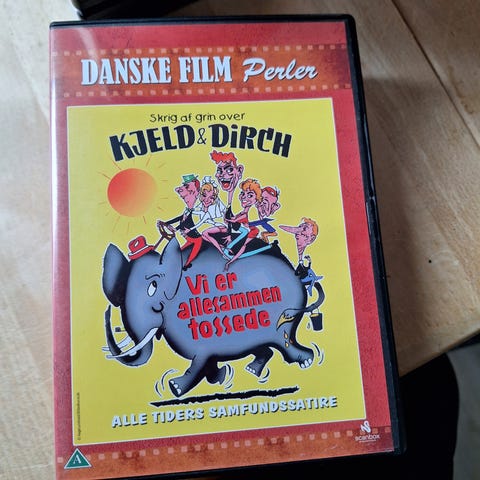 DANSKE FILM Perler
Skrig af grin over
KJELD & DIRCH
Vi er
allesammen
tossede
ALLE TIDERS SAMFUNDSSATIRE
A
scanbox